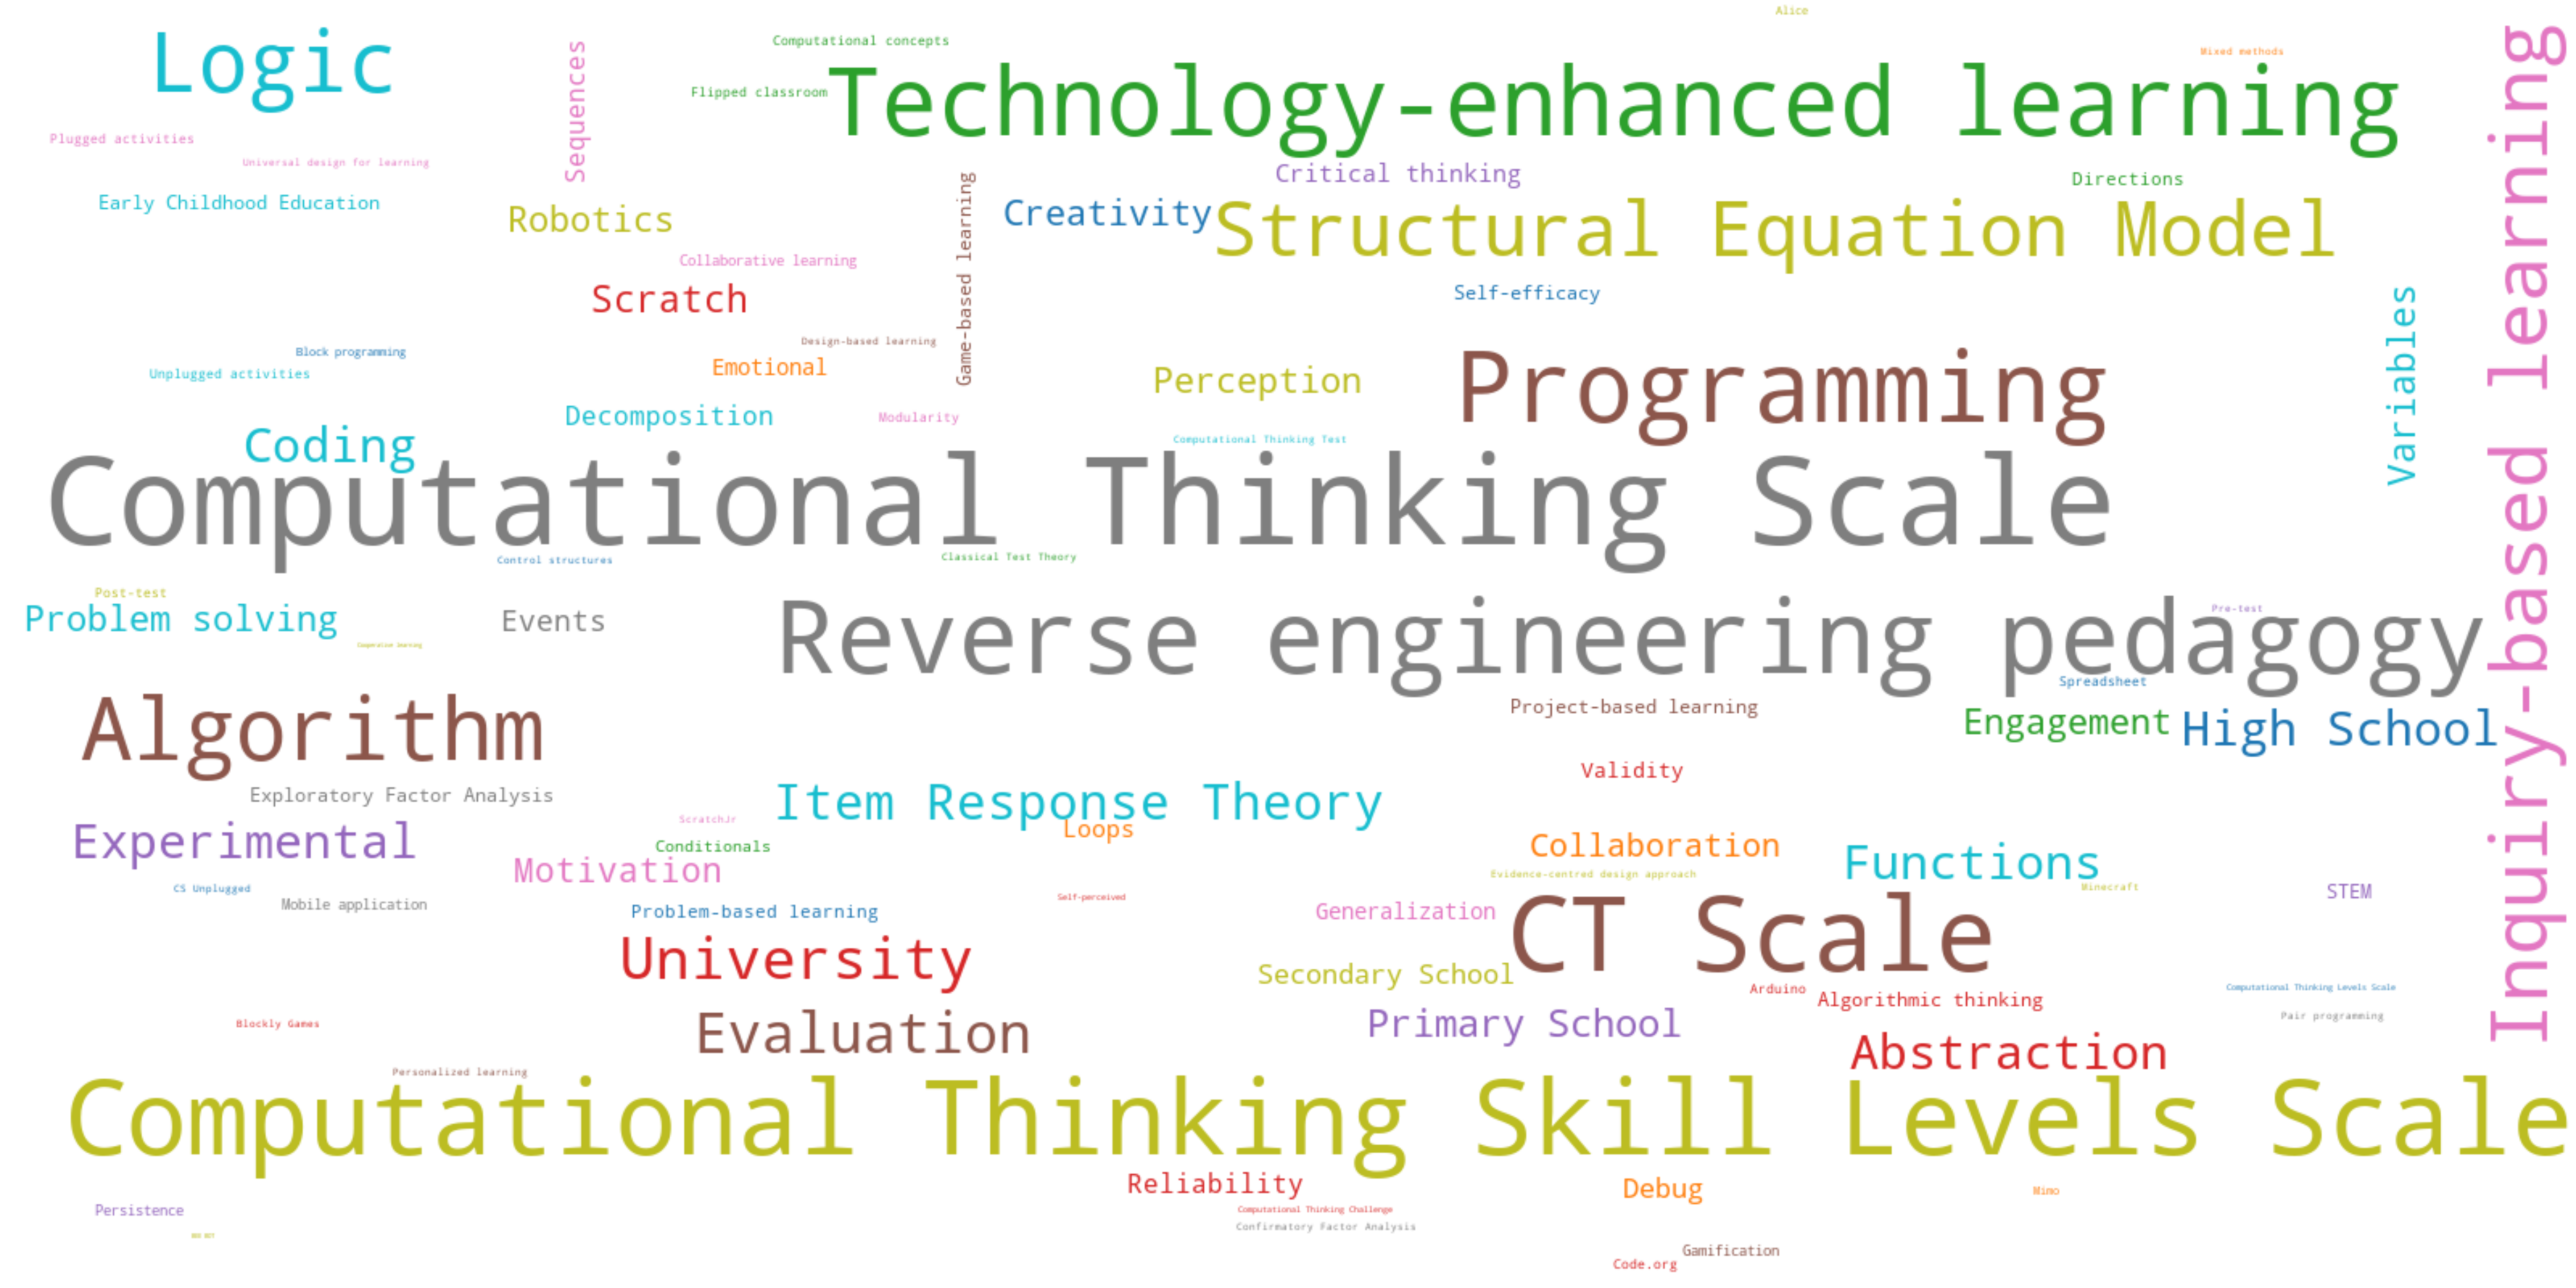 Alice
Logic
Sequences
Computational concepts
Mixed methods
Flipped classroom
Technology-enhanced learning
Inquiry-based learning
Plugged activities
Universal design for learning
Critical thinking
Directions
Early Childhood Education
Robotics
Game-based learning
Creativity
Structural Equation Model
Collaborative learning
Scratch
Self-efficacy
Variables
Design-based learning
Block programming
Emotional
Unplugged activities
Perception
Programming
Decomposition
Modularity
Coding
Computational Thinking Test
Computational Thinking Scale
Control structures
Classical Test Theory
Post-test
Problem solving
Events
Pre-test
Cooperative learning
Reverse engineering pedagogy
Spreadsheet
Project-based learning
Algorithm
Engagement
High School
Validity
Exploratory Factor Analysis
Item Response Theory
ScratchJr
Loops
Experimental
Conditionals
Collaboration
Functions
Motivation
Evidence-centred design approach
CS Unplugged
Minecraft
STEM
Mobile application
Self-perceived
Problem-based learning
Generalization
CT Scale
University
Secondary School
Arduino
Computational Thinking Levels Scale
Algorithmic thinking
Pair programming
Blockly Games
Evaluation
Primary School
Abstraction
Personalized learning
Computational Thinking Skill Levels Scale
Reliability
Debug
Mimo
Persistence
Computational Thinking Challenge
Confirmatory Factor Analysis
Gamification
Code.org